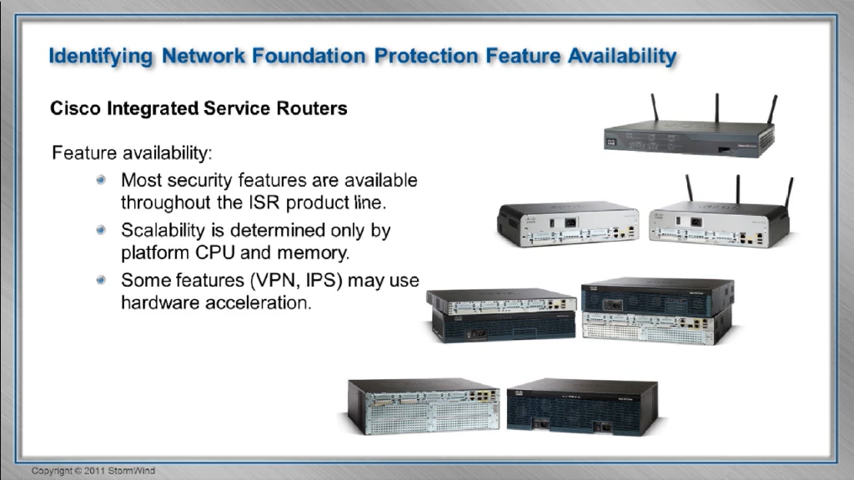 Identifying Network Foundation Protection Feature Availability
Cisco Integrated Service Routers
Feature availability:
Most security features are available
throughout the ISR product line.
Scalability is determined only by
platform CPU and memory.
Some features (VPN, IPS) may use
hardware acceleration.
Copyright © 2011 StormWind